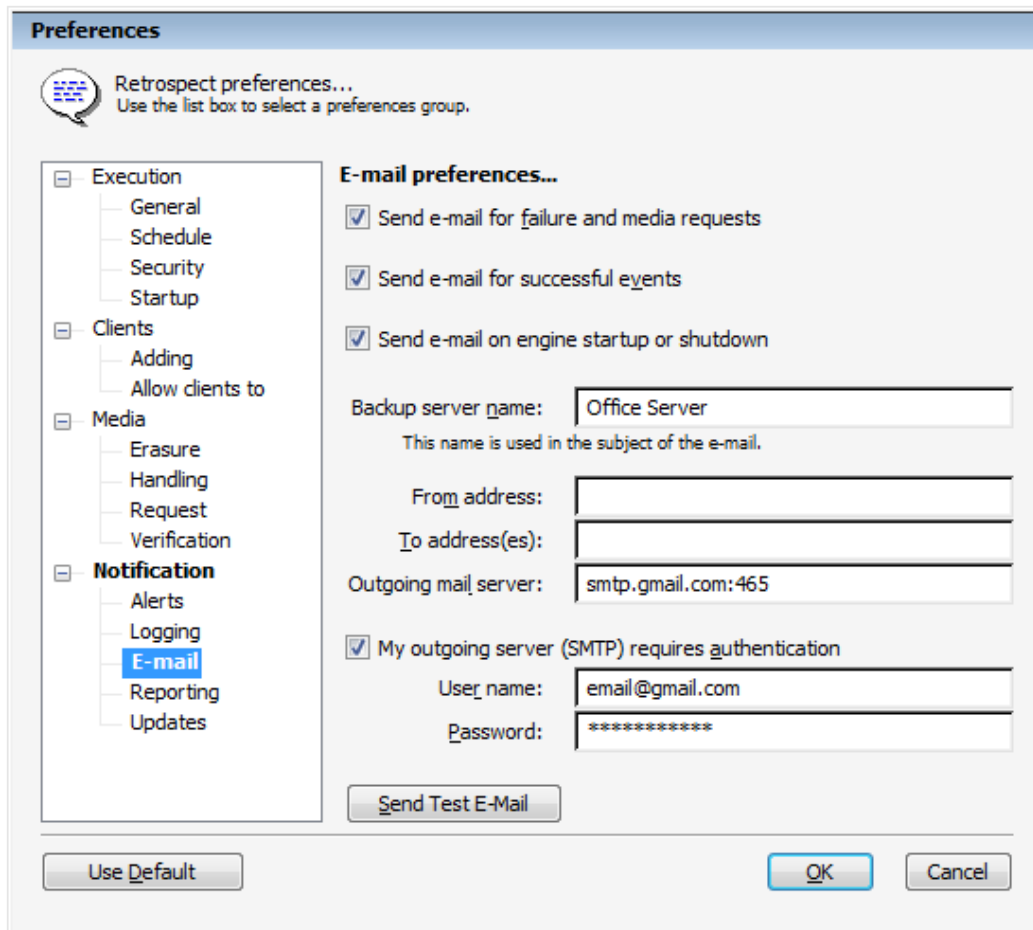 Preferences
Retrospect preferences...
Use the list box to select a preferences group.
Execution
General
Schedule
Security
Startup
Clients
Adding
Allow clients to
Media
Erasure
Handling
Request
Verification
Notification
Alerts
Logging
E-mail
Reporting
Updates
E-mail preferences...
Send e-mail for failure and media requests
Send e-mail for successful events
Send e-mail on engine startup or shutdown
Backup server name: Office Server
This name is used in the subject of the e-mail.
From address:
To address(es):
Outgoing mail server: smtp.gmail.com:465
My outgoing server (SMTP) requires authentication
User name: email@gmail.com
Password: ***********
Send Test E-Mail
Use Default OK Cancel